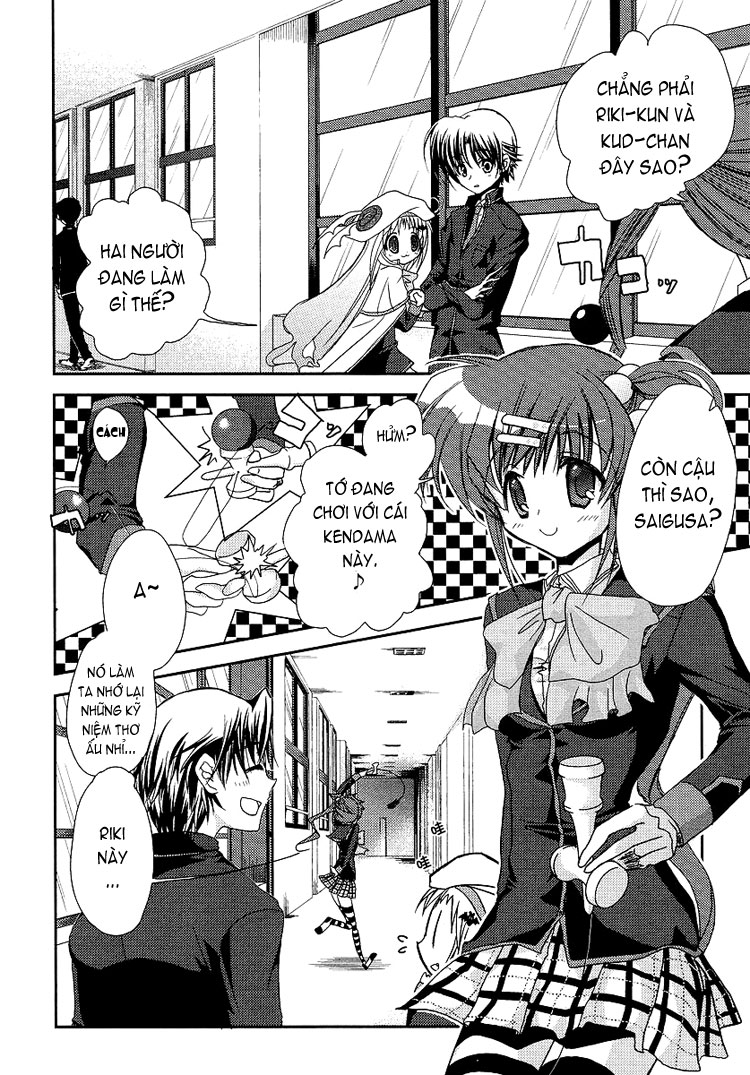 CHẲNG PHẢI
RIKI-KUN VÀ
KUD-CHAN
ĐÂY SAO?
HAI NGƯỜI
ĐANG LÀM
GÌ THẾ?
CÒN CẬU
THÌ SAO,
SAIGUSA?
HỬM?
TỚ ĐANG
CHƠI VỚI CÁI
KENDAMA
NÀY.
♪
CÁCH
A~
NÓ LÀM
TA NHỚ LẠI
NHỮNG KỶ
NIỆM THƠ
ẤU NHỈ...
RIKI
NÀY
...
哇
哇